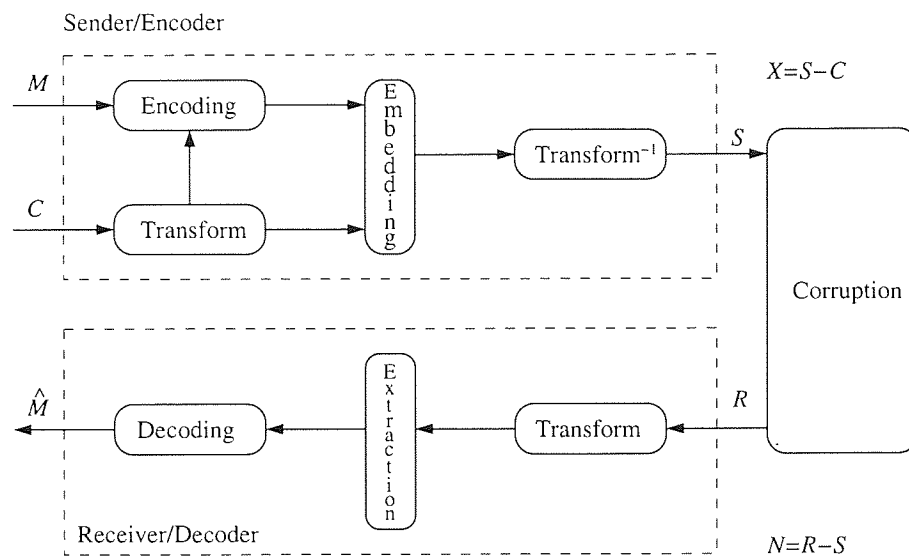 Sender/Encoder
M
Encoding
Embedding
X=S−C
Transform⁻¹
S
C
Transform
Corruption
M̂
Decoding
Extraction
Transform
R
Receiver/Decoder
N=R−S